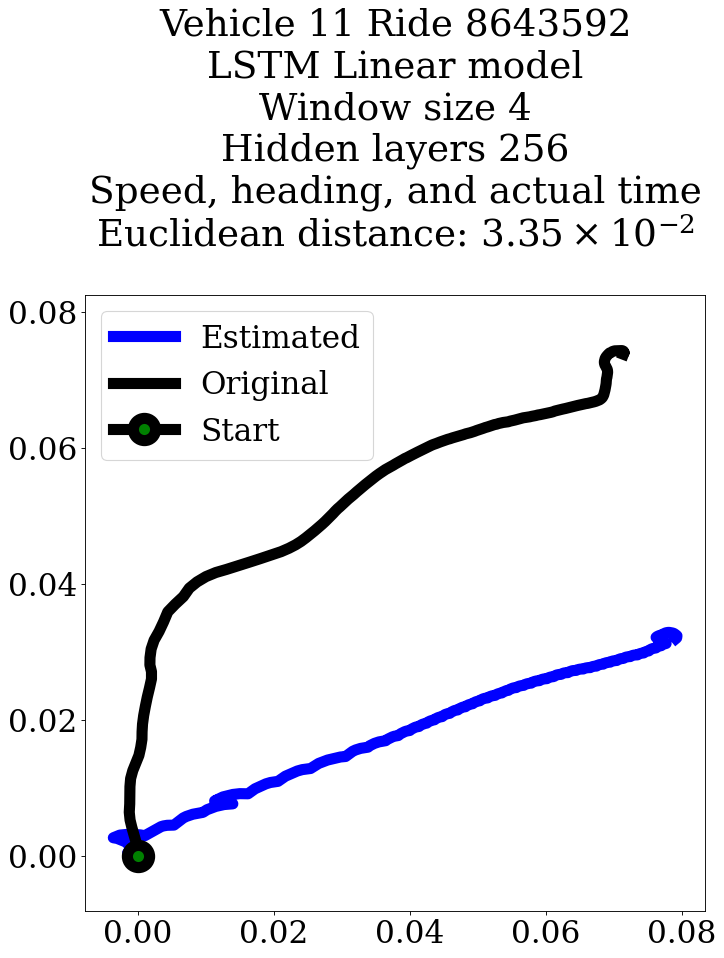 Vehicle 11 Ride 8643592
LSTM Linear model
Window size 4
Hidden layers 256
Speed, heading, and actual time
Euclidean distance: 3.35 × 10⁻²
0.08
0.06
0.04
0.02
0.00
Estimated
Original
Start
0.00 0.02 0.04 0.06 0.08